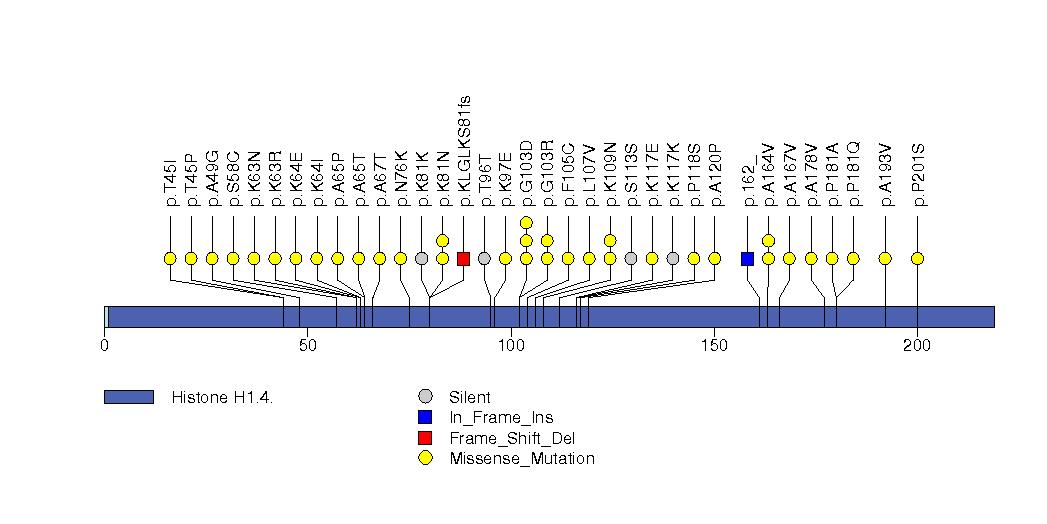 p.T45I
p.T45P
p.A49G
p.S58C
p.K63N
p.K63R
p.K64E
p.K64I
p.A65P
p.A65T
p.A67T
p.N76K
p.K81K
p.K81N
p.KLGLKS81fs
p.T96T
p.K97E
p.G103D
p.G103R
p.F105C
p.L107V
p.K109N
p.S113S
p.K117E
p.K117K
p.P118S
p.A120P
p.162_
p.A164V
p.A167V
p.A178V
p.P181A
p.P181Q
p.A193V
p.P201S
0 50 100 150 200
Histone H1.4.
Silent
In_Frame_Ins
Frame_Shift_Del
Missense_Mutation